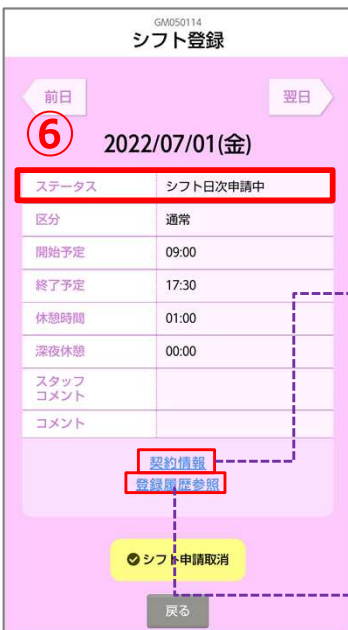 GM050114
シフト登録
前日
翌日
⑥
2022/07/01(金)
ステータス シフト日次申請中
区分 通常
開始予定 09:00
終了予定 17:30
休憩時間 01:00
深夜休憩 00:00
スタッフ
コメント
コメント
契約情報
登録履歴参照
シフト申請取消
戻る